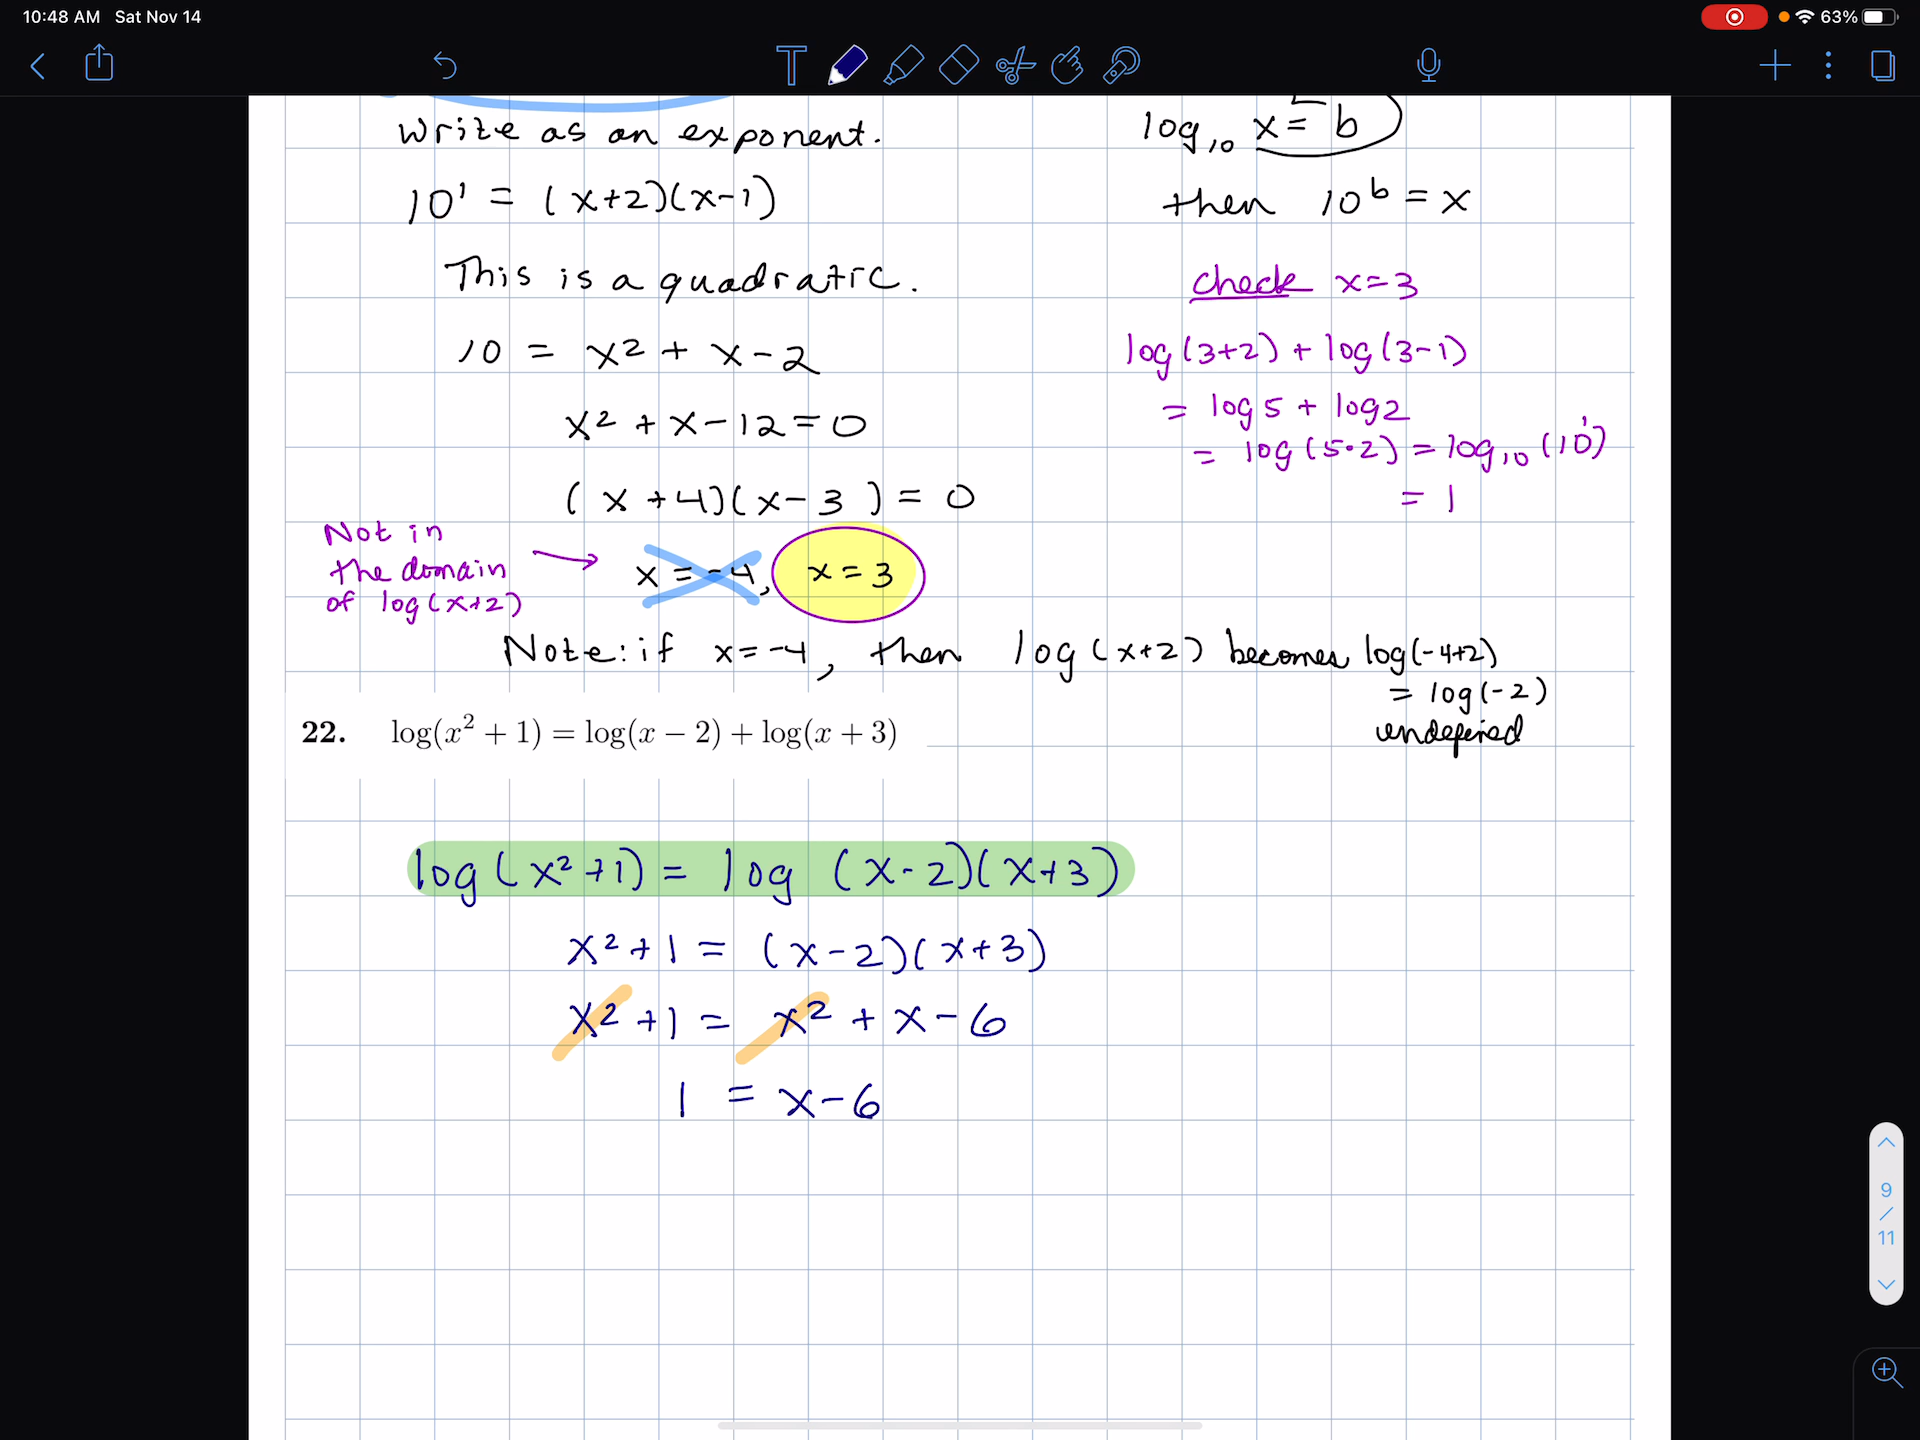 10:48 AM Sat Nov 14
63%
T
write as an exponent.
10¹ = (x+2)(x-1)
This is a quadratic.
10 = x² + x - 2
x² + x - 12 = 0
(x +4)(x-3) = 0
Not in
the domain
of log(x+2)
x = -4, x = 3
Note: if x = -4, then log(x+2) becomes log(-4+2)
= log(-2)
undefined
log₁₀ x = b
then 10ᵇ = x
check x=3
log(3+2) + log(3-1)
= log5 + log2
= log(5•2) = log₁₀(10¹)
= 1
22. log(x² + 1) = log(x − 2) + log(x + 3)
log(x²+1) = log (x-2)(x+3)
x²+1 = (x-2)(x+3)
x²+1 = x² + x - 6
1 = x-6
9
/
11